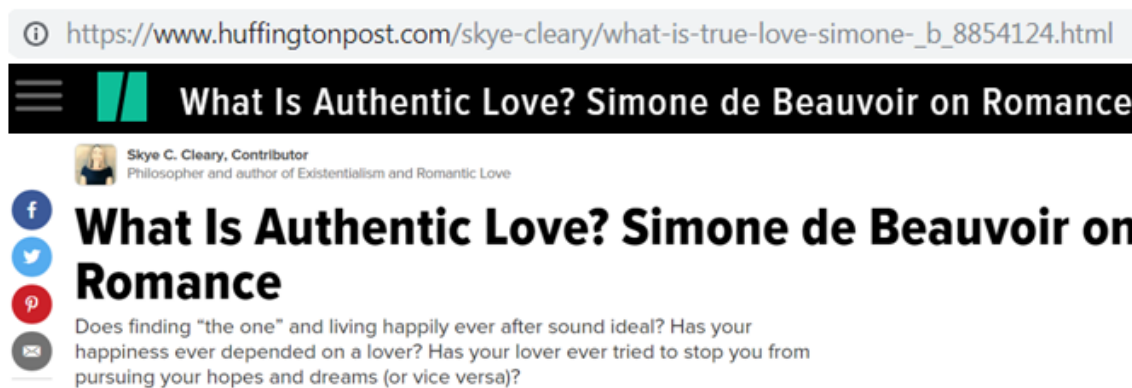 https://www.huffingtonpost.com/skye-cleary/what-is-true-love-simone-_b_8854124.html
What Is Authentic Love? Simone de Beauvoir on Romance
Skye C. Cleary, Contributor
Philosopher and author of Existentialism and Romantic Love
What Is Authentic Love? Simone de Beauvoir on
Romance
Does finding “the one” and living happily ever after sound ideal? Has your
happiness ever depended on a lover? Has your lover ever tried to stop you from
pursuing your hopes and dreams (or vice versa)?